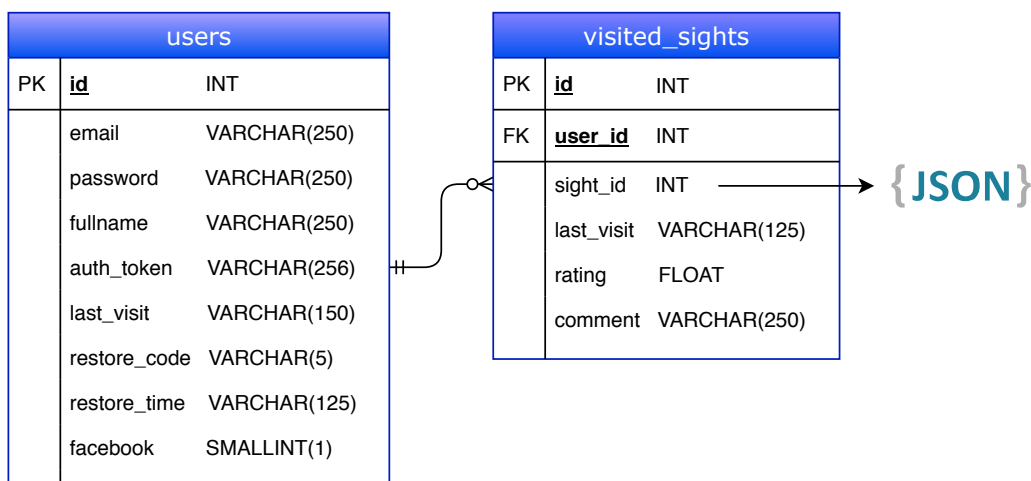 users
PK id INT
email VARCHAR(250)
password VARCHAR(250)
fullname VARCHAR(250)
auth_token VARCHAR(256)
last_visit VARCHAR(150)
restore_code VARCHAR(5)
restore_time VARCHAR(125)
facebook SMALLINT(1)
visited_sights
PK id INT
FK user_id INT
sight_id INT
last_visit VARCHAR(125)
rating FLOAT
comment VARCHAR(250)
{JSON}